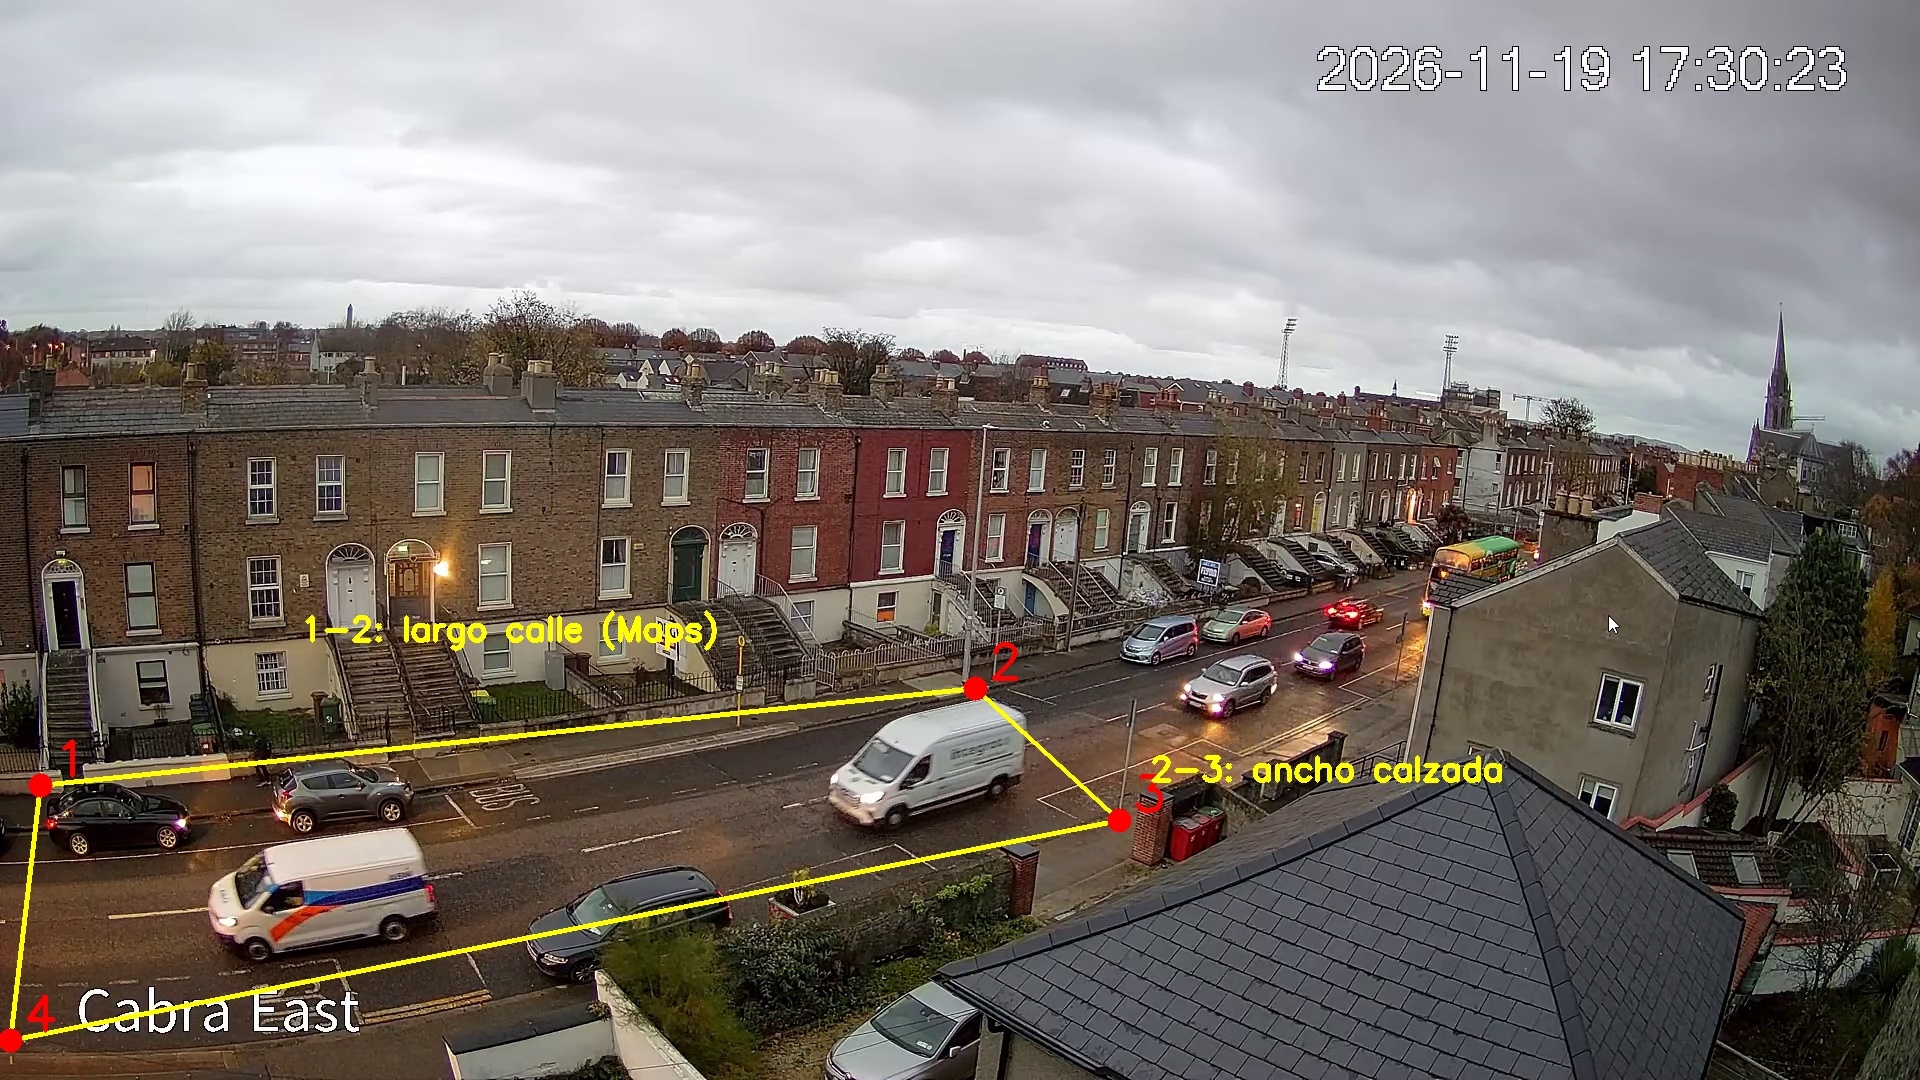 2026-11-19 17:30:23
1-2: largo calle (Maps)
2
1
2-3: ancho calzada
3
BUS
4
Cabra East